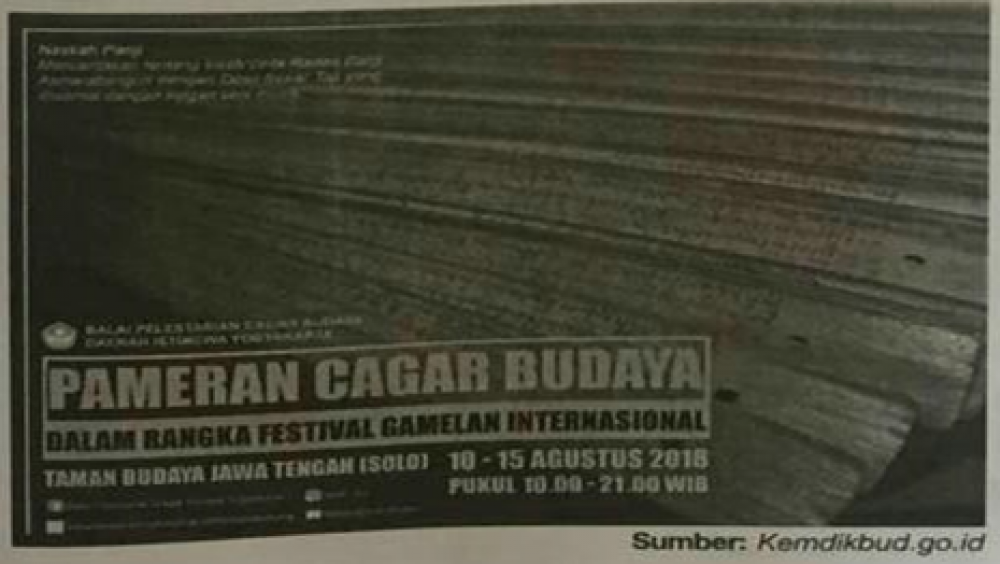 Naskah Panji
Menceritakan tentang kisah cinta Raden Panji
Asmarabangun dengan Dewi Sekar Taji yang
BALAI PELESTARIAN CAGAR BUDAYA
DAERAH ISTIMEWA YOGYAKARTA
PAMERAN CAGAR BUDAYA
DALAM RANGKA FESTIVAL GAMELAN INTERNASIONAL
TAMAN BUDAYA JAWA TENGAH (SOLO) 10 - 15 AGUSTUS 2018
PUKUL 10.00 - 21.00 WIB
Sumber: Kemdikbud.go.id